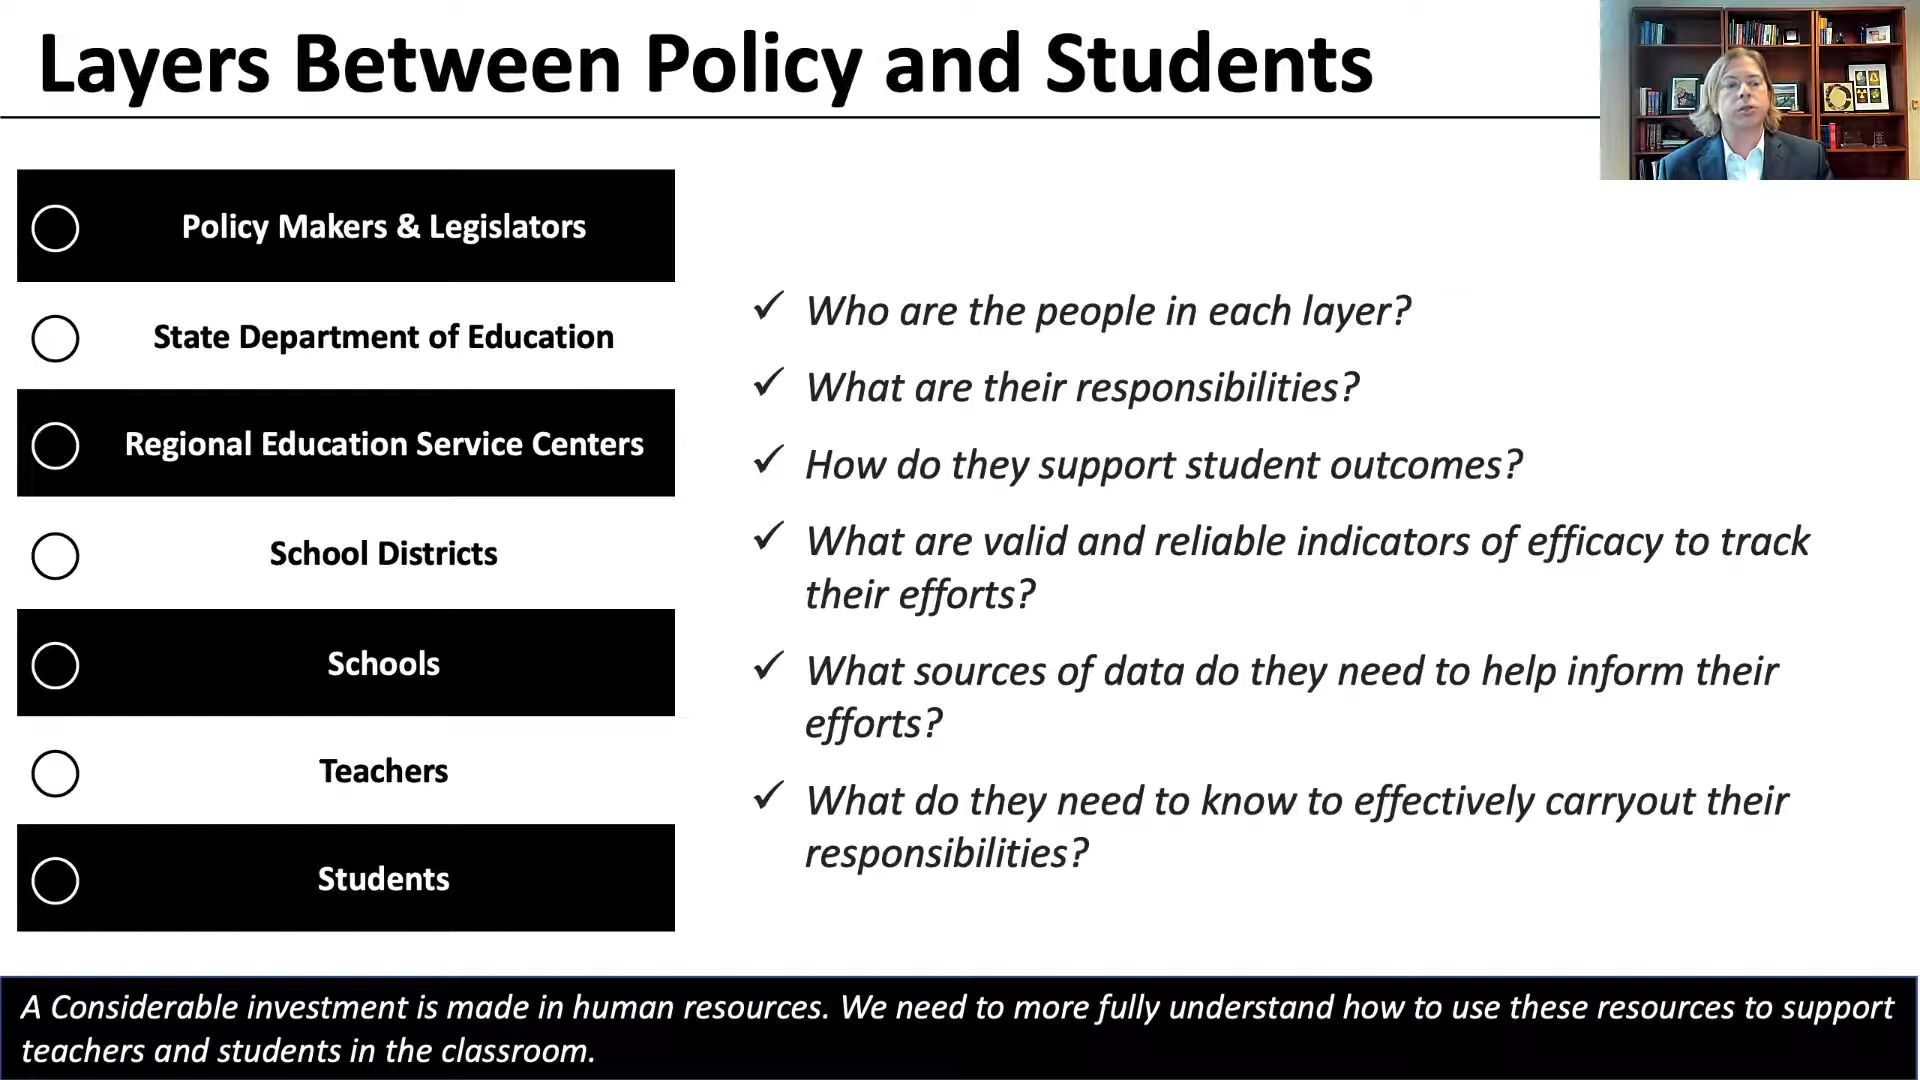 Layers Between Policy and Students
Policy Makers & Legislators
State Department of Education
Regional Education Service Centers
School Districts
Schools
Teachers
Students
Who are the people in each layer?
What are their responsibilities?
How do they support student outcomes?
What are valid and reliable indicators of efficacy to track
their efforts?
What sources of data do they need to help inform their
efforts?
What do they need to know to effectively carryout their
responsibilities?
A Considerable investment is made in human resources. We need to more fully understand how to use these resources to support
teachers and students in the classroom.